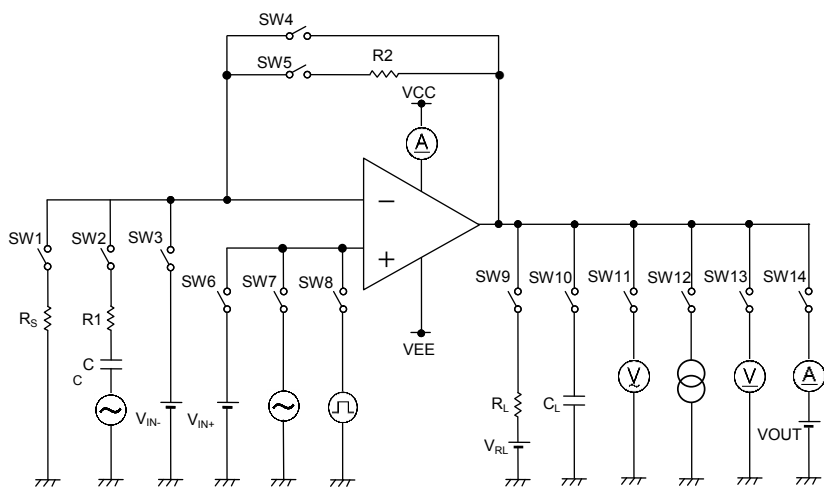 SW4
SW5
R2
VCC
A
SW1
SW2
SW3
SW6
SW7
SW8
SW9
SW10
SW11
SW12
SW13
SW14
RS
R1
C
C
VIN-
VIN+
VEE
RL
VRL
CL
V
V
A
VOUT